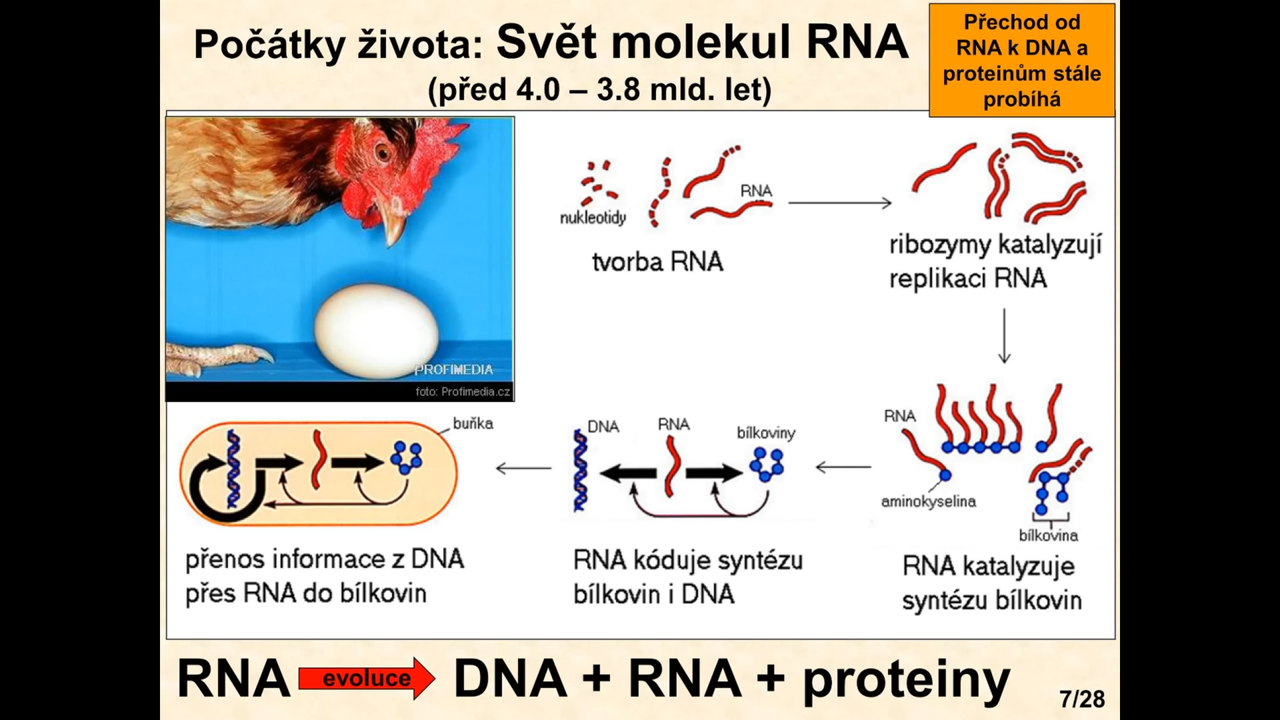 Počátky života: Svět molekul RNA
(před 4.0 – 3.8 mld. let)
Přechod od
RNA k DNA a
proteinům stále
probíhá
PROFIMEDIA
foto: Profimedia.cz
nukleotidy
RNA
tvorba RNA
ribozymy katalyzují
replikaci RNA
RNA
aminokyselina
bílkovina
RNA katalyzuje
syntézu bílkovin
DNA
RNA
bílkoviny
RNA kóduje syntézu
bílkovin i DNA
buňka
přenos informace z DNA
přes RNA do bílkovin
RNA evoluce DNA + RNA + proteiny
7/28